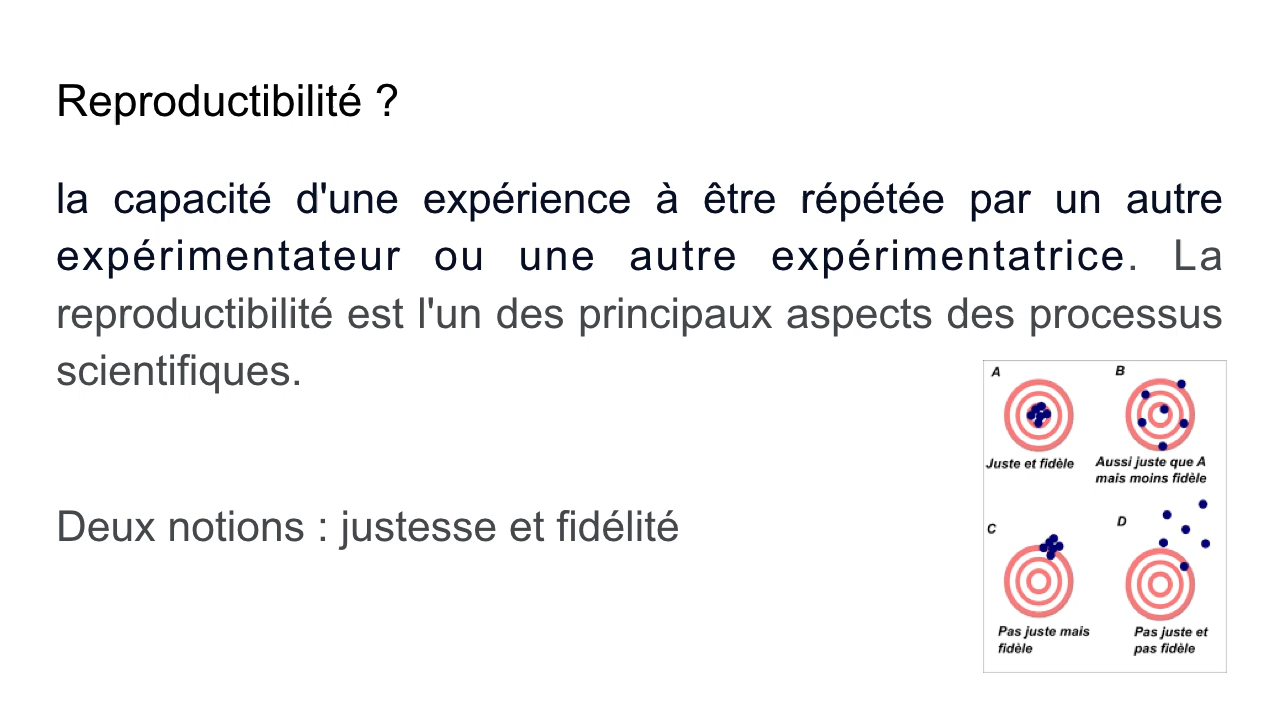 Reproductibilité ?
la capacité d'une expérience à être répétée par un autre
expérimentateur ou une autre expérimentatrice. La
reproductibilité est l'un des principaux aspects des processus
scientifiques.
Deux notions : justesse et fidélité
A
Juste et fidèle
B
Aussi juste que A
mais moins fidèle
C
Pas juste mais
fidèle
D
Pas juste et
pas fidèle